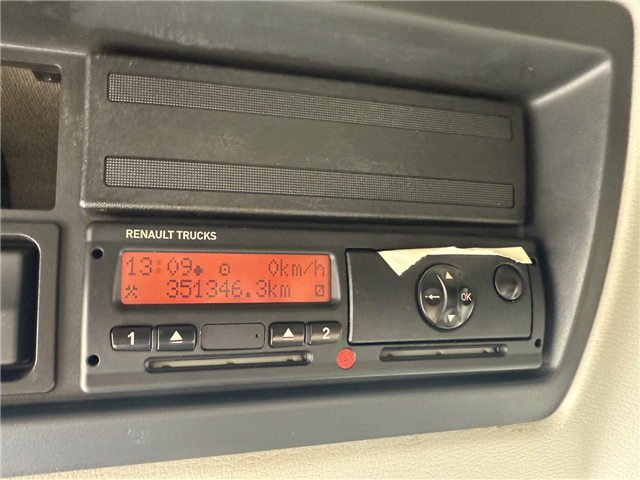 RENAULT TRUCKS
13:09 0km/h
351346.3km
1 2
OK